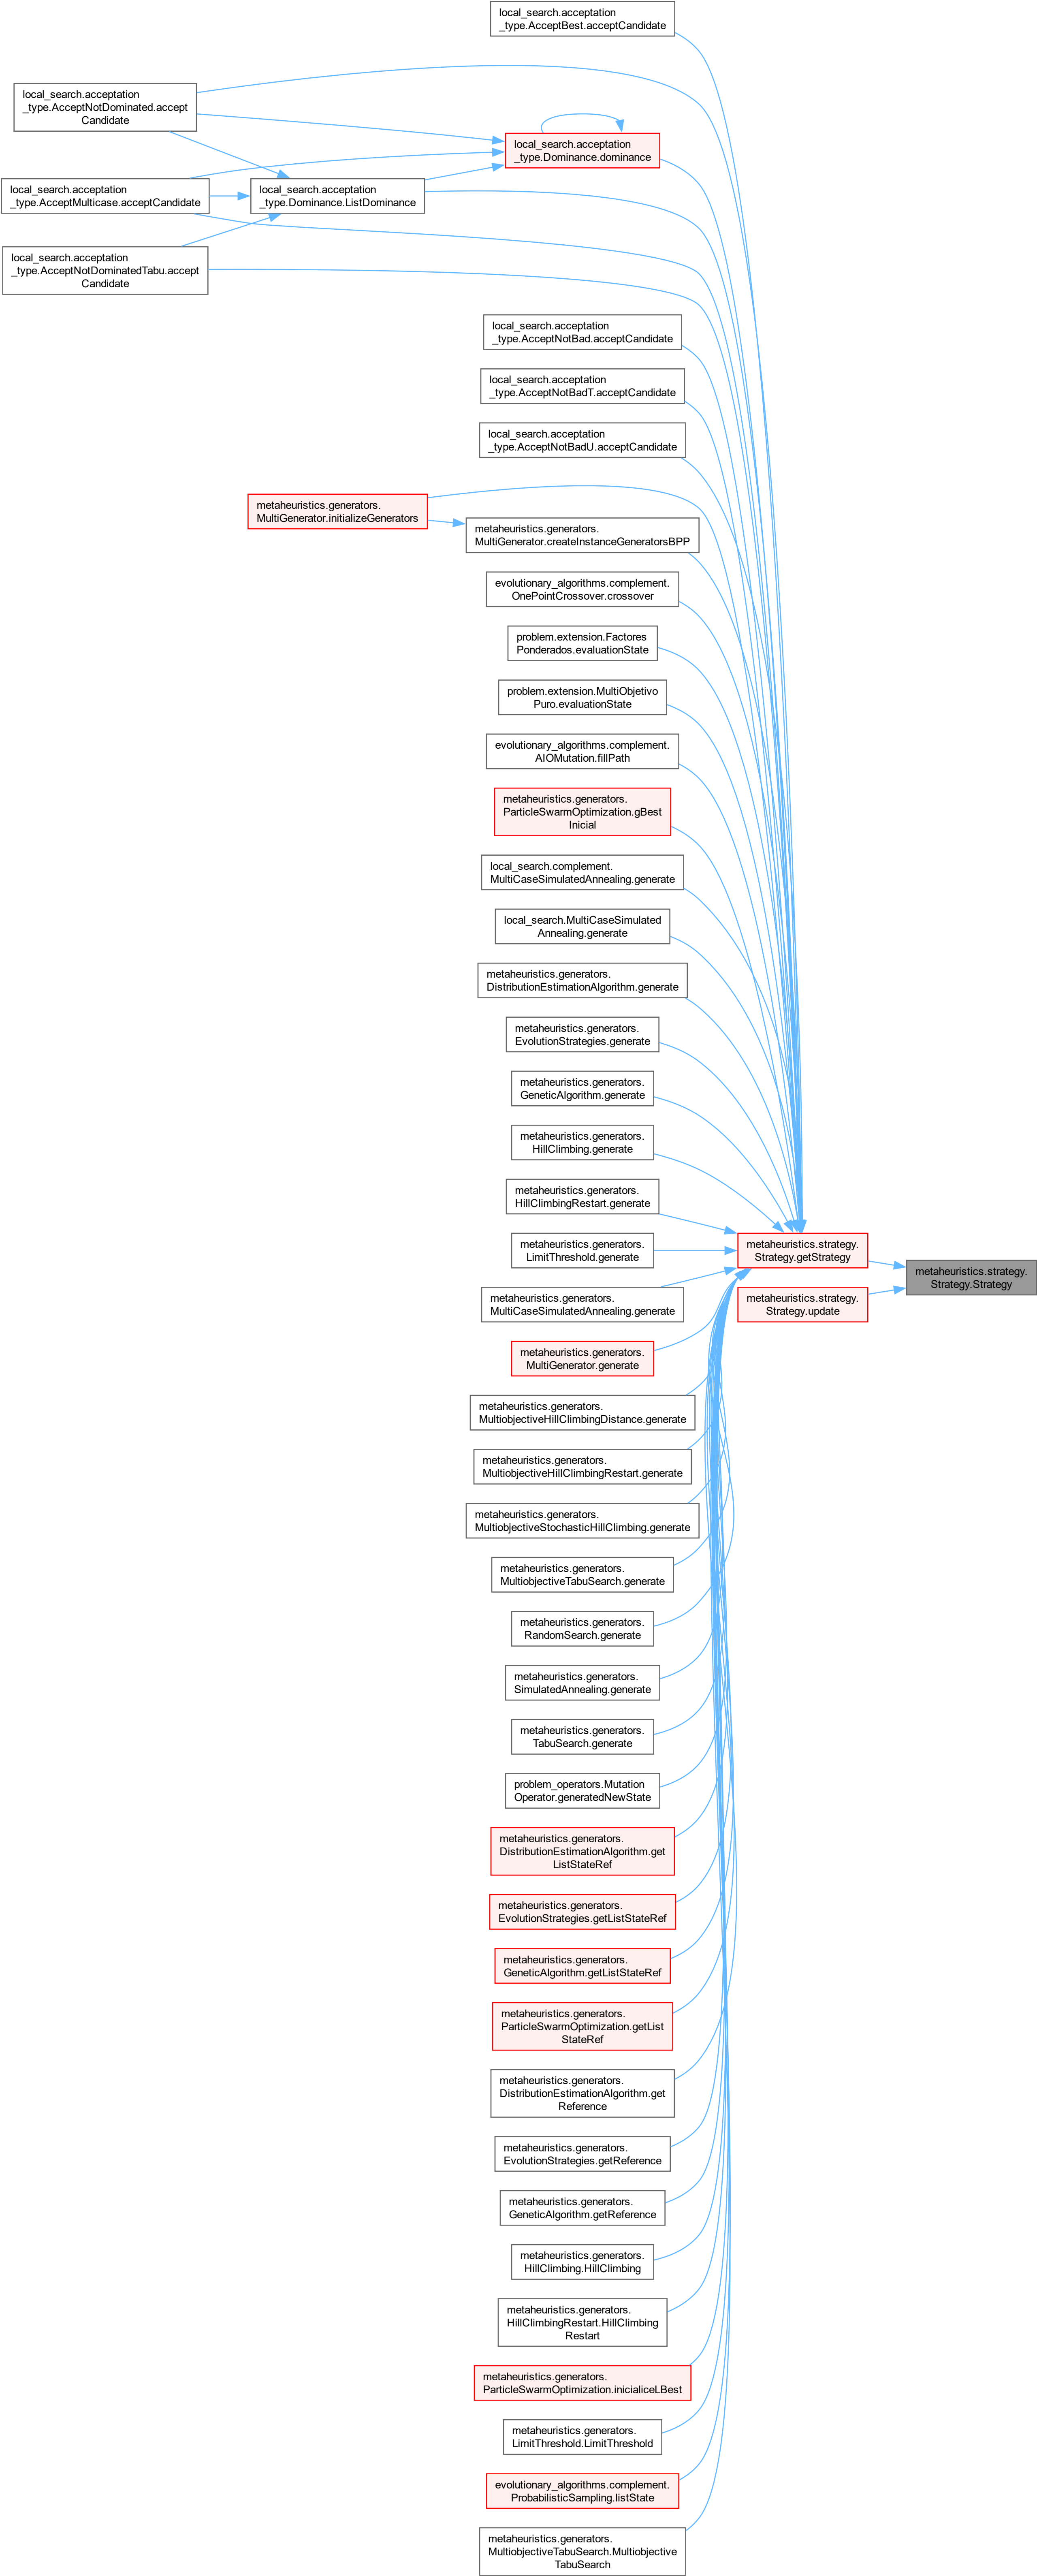 local_search.acceptation
_type.AcceptBest.acceptCandidate
local_search.acceptation
_type.AcceptNotDominated.accept
Candidate
local_search.acceptation
_type.Dominance.dominance
local_search.acceptation
_type.AcceptMulticase.acceptCandidate
local_search.acceptation
_type.Dominance.ListDominance
local_search.acceptation
_type.AcceptNotDominatedTabu.accept
Candidate
local_search.acceptation
_type.AcceptNotBad.acceptCandidate
local_search.acceptation
_type.AcceptNotBadT.acceptCandidate
local_search.acceptation
_type.AcceptNotBadU.acceptCandidate
metaheuristics.generators.
MultiGenerator.initializeGenerators
metaheuristics.generators.
MultiGenerator.createInstanceGeneratorsBPP
evolutionary_algorithms.complement.
OnePointCrossover.crossover
problem.extension.Factores
Ponderados.evaluationState
problem.extension.MultiObjetivo
Puro.evaluationState
evolutionary_algorithms.complement.
AIOMutation.fillPath
metaheuristics.generators.
ParticleSwarmOptimization.gBest
Inicial
local_search.complement.
MultiCaseSimulatedAnnealing.generate
local_search.MultiCaseSimulated
Annealing.generate
metaheuristics.generators.
DistributionEstimationAlgorithm.generate
metaheuristics.generators.
EvolutionStrategies.generate
metaheuristics.generators.
GeneticAlgorithm.generate
metaheuristics.generators.
HillClimbing.generate
metaheuristics.generators.
HillClimbingRestart.generate
metaheuristics.strategy.
Strategy.getStrategy
metaheuristics.generators.
LimitThreshold.generate
metaheuristics.strategy.
Strategy.Strategy
metaheuristics.generators.
MultiCaseSimulatedAnnealing.generate
metaheuristics.strategy.
Strategy.update
metaheuristics.generators.
MultiGenerator.generate
metaheuristics.generators.
MultiobjectiveHillClimbingDistance.generate
metaheuristics.generators.
MultiobjectiveHillClimbingRestart.generate
metaheuristics.generators.
MultiobjectiveStochasticHillClimbing.generate
metaheuristics.generators.
MultiobjectiveTabuSearch.generate
metaheuristics.generators.
RandomSearch.generate
metaheuristics.generators.
SimulatedAnnealing.generate
metaheuristics.generators.
TabuSearch.generate
problem_operators.Mutation
Operator.generatedNewState
metaheuristics.generators.
DistributionEstimationAlgorithm.get
ListStateRef
metaheuristics.generators.
EvolutionStrategies.getListStateRef
metaheuristics.generators.
GeneticAlgorithm.getListStateRef
metaheuristics.generators.
ParticleSwarmOptimization.getList
StateRef
metaheuristics.generators.
DistributionEstimationAlgorithm.get
Reference
metaheuristics.generators.
EvolutionStrategies.getReference
metaheuristics.generators.
GeneticAlgorithm.getReference
metaheuristics.generators.
HillClimbing.HillClimbing
metaheuristics.generators.
HillClimbingRestart.HillClimbing
Restart
metaheuristics.generators.
ParticleSwarmOptimization.inicialiceLBest
metaheuristics.generators.
LimitThreshold.LimitThreshold
evolutionary_algorithms.complement.
ProbabilisticSampling.listState
metaheuristics.generators.
MultiobjectiveTabuSearch.Multiobjective
TabuSearch